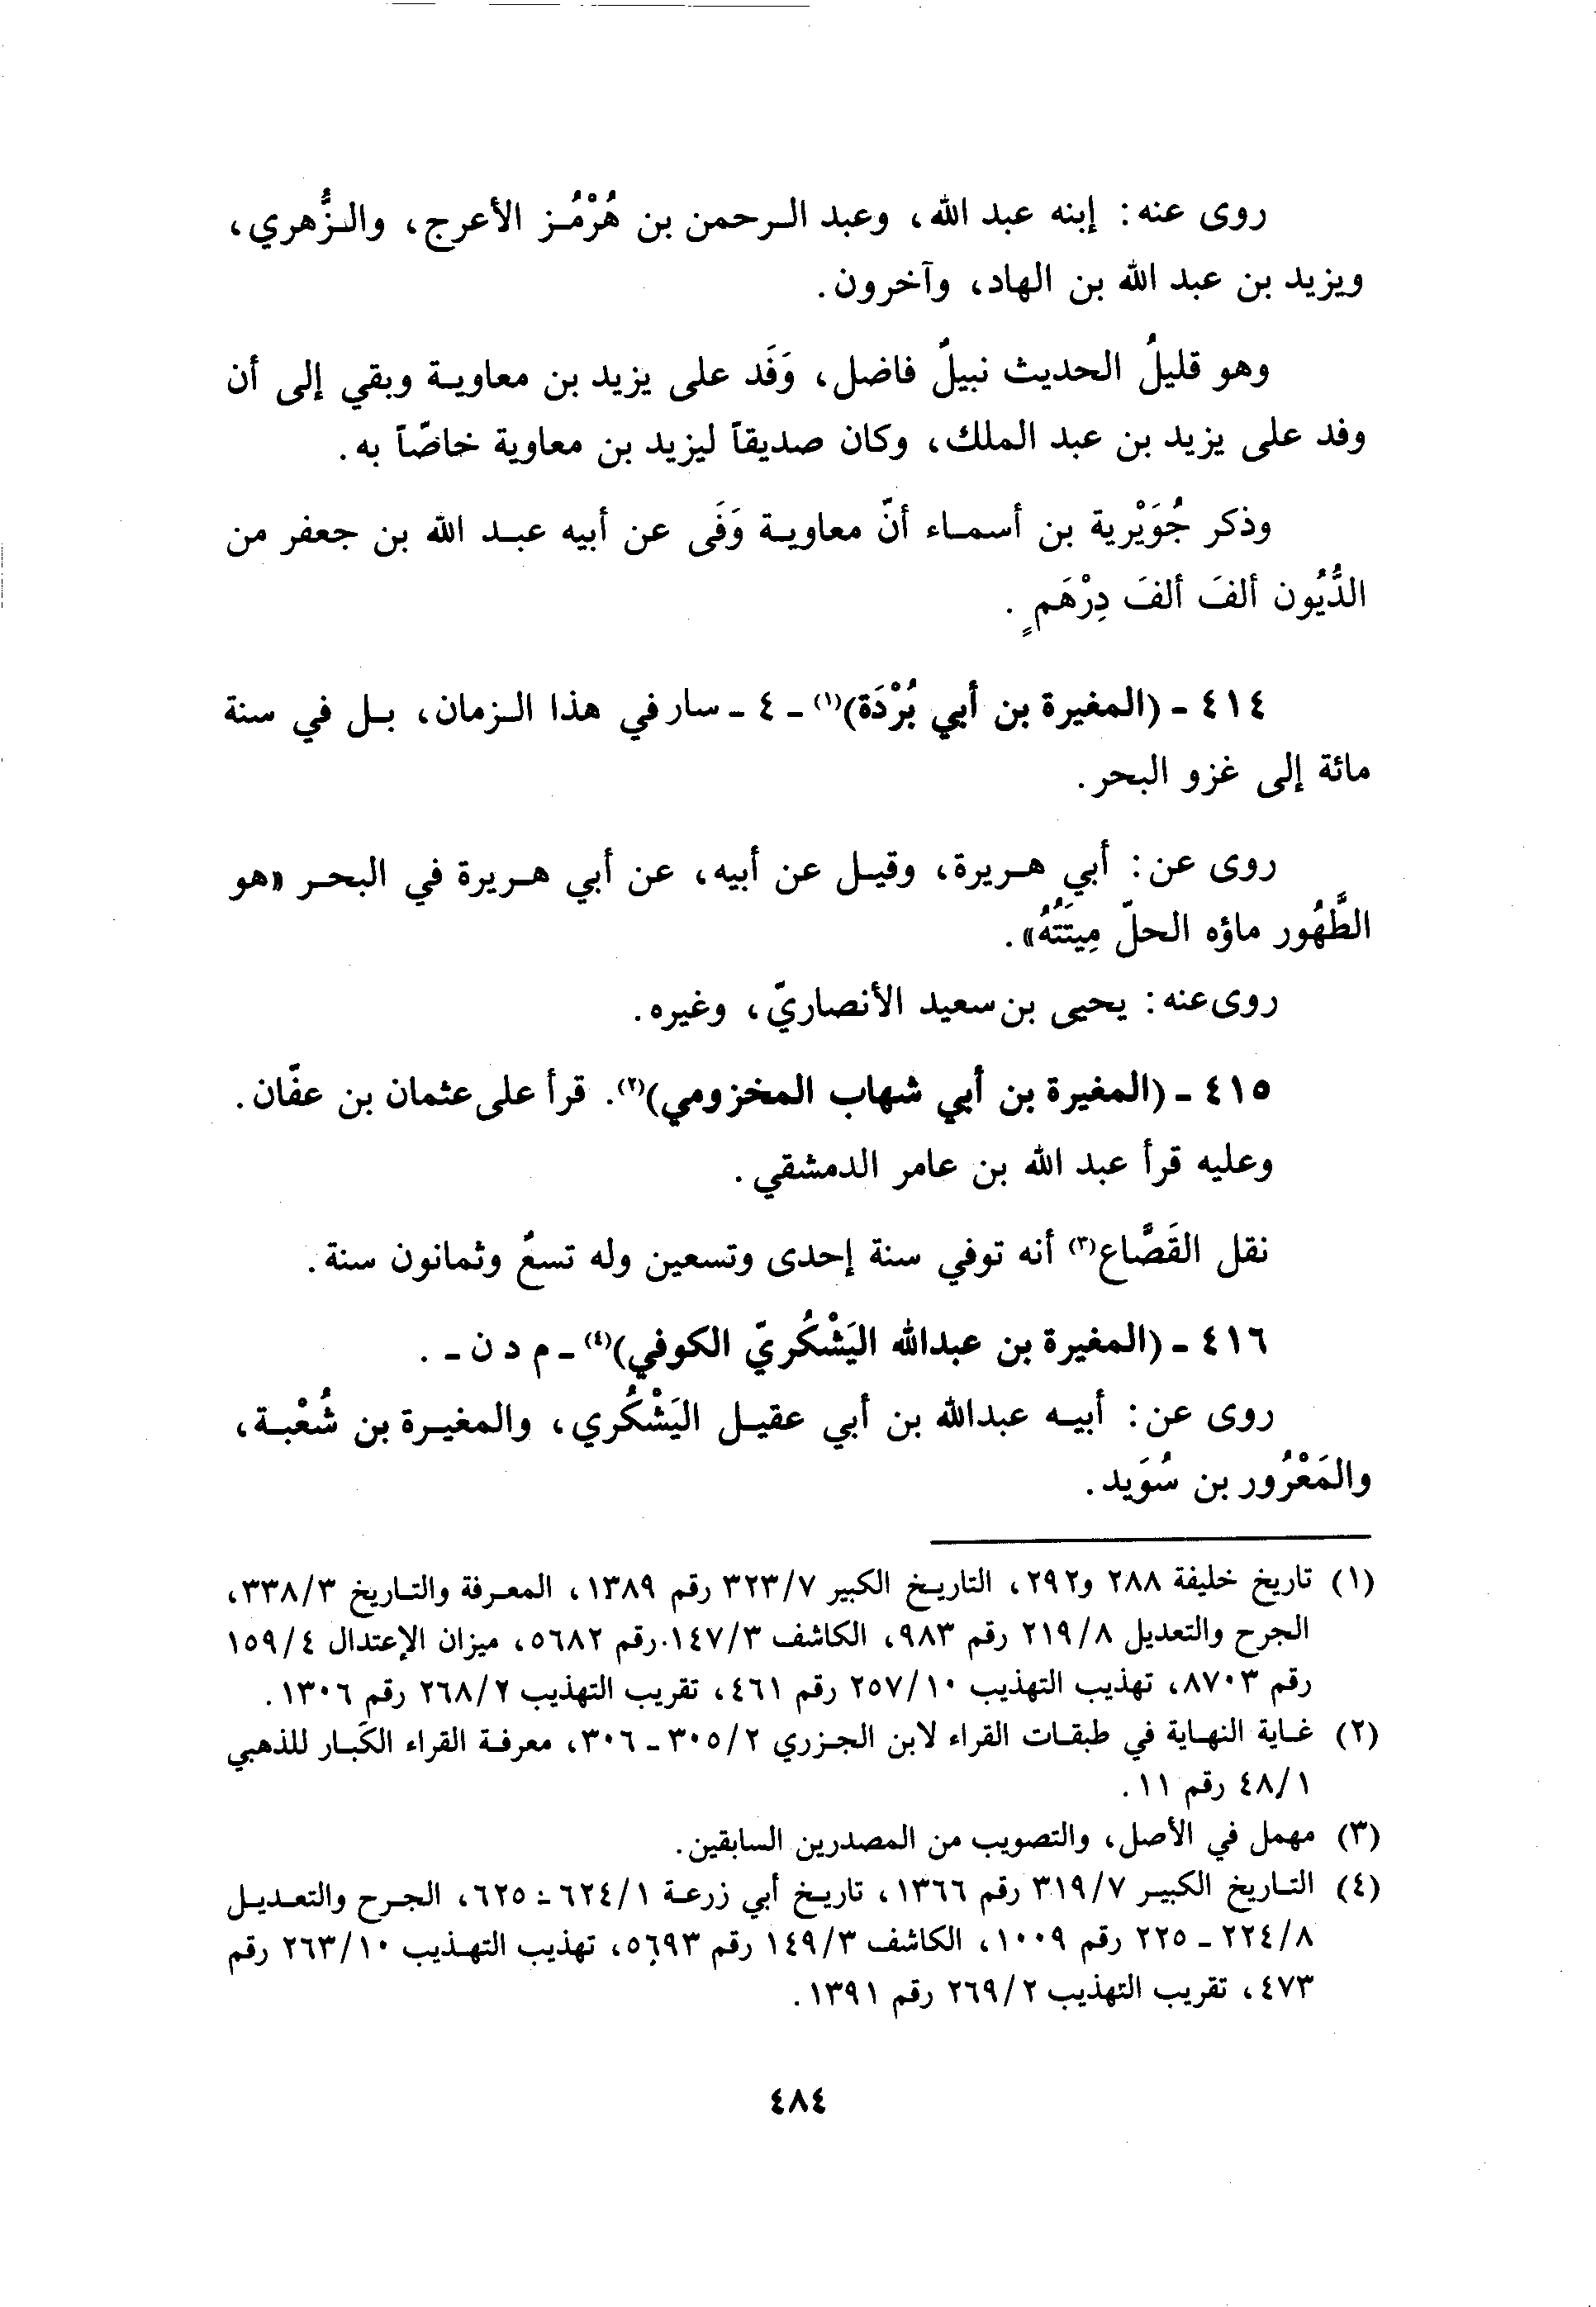 روى عنه: إبنه عبد الله، وعبد الرحمن بن هُرْمُز الأعرج، والزُّهري،
ويزيد بن عبد الله بن الهاد، وآخرون.
وهو قليلُ الحديث نبيلٌ فاضل، وَفَد على يزيد بن معاوية وبقي إلى أن
وفد على يزيد بن عبد الملك، وكان صديقاً ليزيد بن معاوية خاصّاً به.
وذكر جُوَيْرية بن أسماء أنّ معاوية وَفَى عن أبيه عبد الله بن جعفر من
الدُّيُون ألفَ ألفَ دِرْهَمٍ.
٤١٤ - (المغيرة بن أبي بُرْدَة)(١) - ٤ - سار في هذا الزمان، بل في سنة
مائة إلى غزو البحر.
روى عن: أبي هريرة، وقيل عن أبيه، عن أبي هريرة في البحر «هو
الطَّهُور ماؤه الحلّ مِيتَتُهُ».
روى عنه: يحيى بن سعيد الأنصاريّ، وغيره.
٤١٥ - (المغيرة بن أبي شهاب المخزومي)(٢). قرأ على عثمان بن عفّان.
وعليه قرأ عبد الله بن عامر الدمشقي.
نقل القَصَّاع(٣) أنه توفي سنة إحدى وتسعين وله تسعٌ وثمانون سنة.
٤١٦ - (المغيرة بن عبدالله اليَشْكُريّ الكوفي)(٤) - م د ن - .
روى عن: أبيه عبدالله بن أبي عقيل اليَشْكُري، والمغيرة بن شُعْبة،
والمَعْرُور بن سُوَيد.
(١) تاريخ خليفة ٢٨٨ و٢٩٢، التاريخ الكبير ٣٢٣/٧ رقم ١٣٨٩، المعرفة والتاريخ ٣٣٨/٣،
الجرح والتعديل ٢١٩/٨ رقم ٩٨٣، الكاشف ١٤٧/٣ رقم ٥٦٨٢، ميزان الإعتدال ١٥٩/٤
رقم ٨٧٠٣، تهذيب التهذيب ٢٥٧/١٠ رقم ٤٦١، تقريب التهذيب ٢٦٨/٢ رقم ١٣٠٦.
(٢) غاية النهاية في طبقات القراء لابن الجزري ٣٠٥/٢ - ٣٠٦، معرفة القراء الكبار للذهبي
٤٨/١ رقم ١١.
(٣) مهمل في الأصل، والتصويب من المصدرين السابقين.
(٤) التاريخ الكبير ٣١٩/٧ رقم ١٣٦٦، تاريخ أبي زرعة ٦٢٤/١ - ٦٢٥، الجرح والتعديل
٢٢٤/٨ - ٢٢٥ رقم ١٠٠٩، الكاشف ١٤٩/٣ رقم ٥٦٩٣، تهذيب التهذيب ٢٦٣/١٠ رقم
٤٧٣، تقريب التهذيب ٢٦٩/٢ رقم ١٣٩١.
٤٨٤